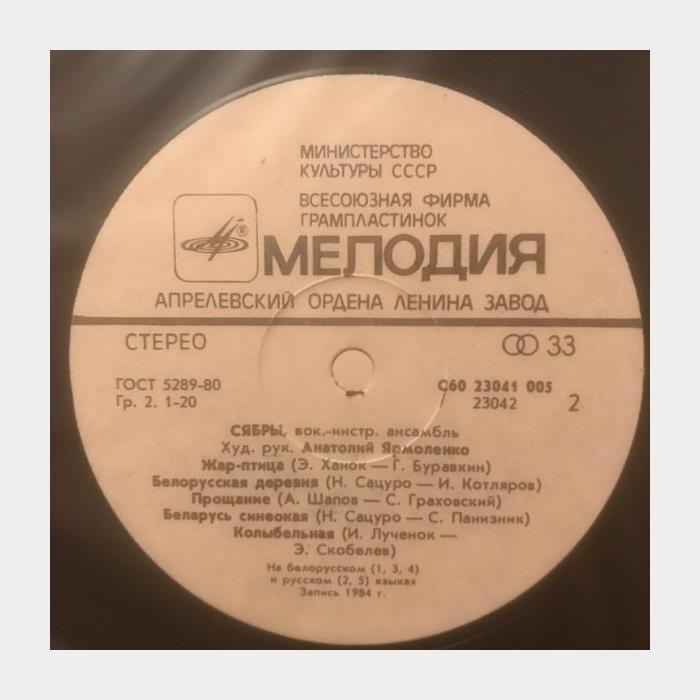 МИНИСТЕРСТВО
КУЛЬТУРЫ СССР
ВСЕСОЮЗНАЯ ФИРМА
ГРАМПЛАСТИНОК
®
МЕЛОДИЯ
АПРЕЛЕВСКИЙ ОРДЕНА ЛЕНИНА ЗАВОД
СТЕРЕО
33
ГОСТ 5289-80
Гр. 2. 1-20
С60 23041 005
23042
2
СЯБРЫ, вок.-инстр. ансамбль
Худ. рук. Анатолий Ярмоленко
Жар-птица (Э. Ханок — Г. Буравкин)
Белорусская деревня (Н. Сацуро — И. Котляров)
Прощание (А. Шапов — С. Граховский)
Беларусь синеокая (Н. Сацуро — С. Панизник)
Колыбельная (И. Лученок —
Э. Скобелев)
На белорусском (1, 3, 4)
и русском (2, 5) языках
Запись 1984 г.